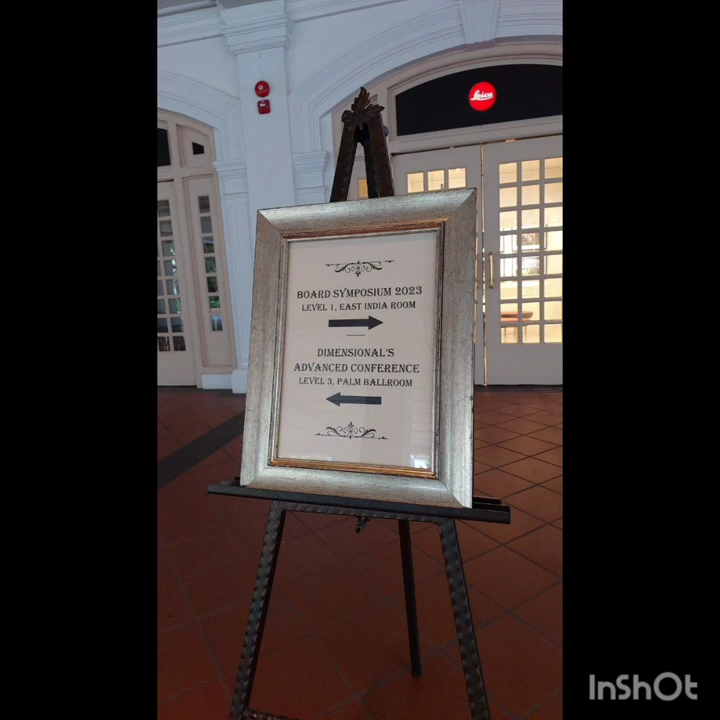 Leica
BOARD SYMPOSIUM 2023
LEVEL 1, EAST INDIA ROOM
DIMENSIONAL'S
ADVANCED CONFERENCE
LEVEL 3, PALM BALLROOM
InShOt